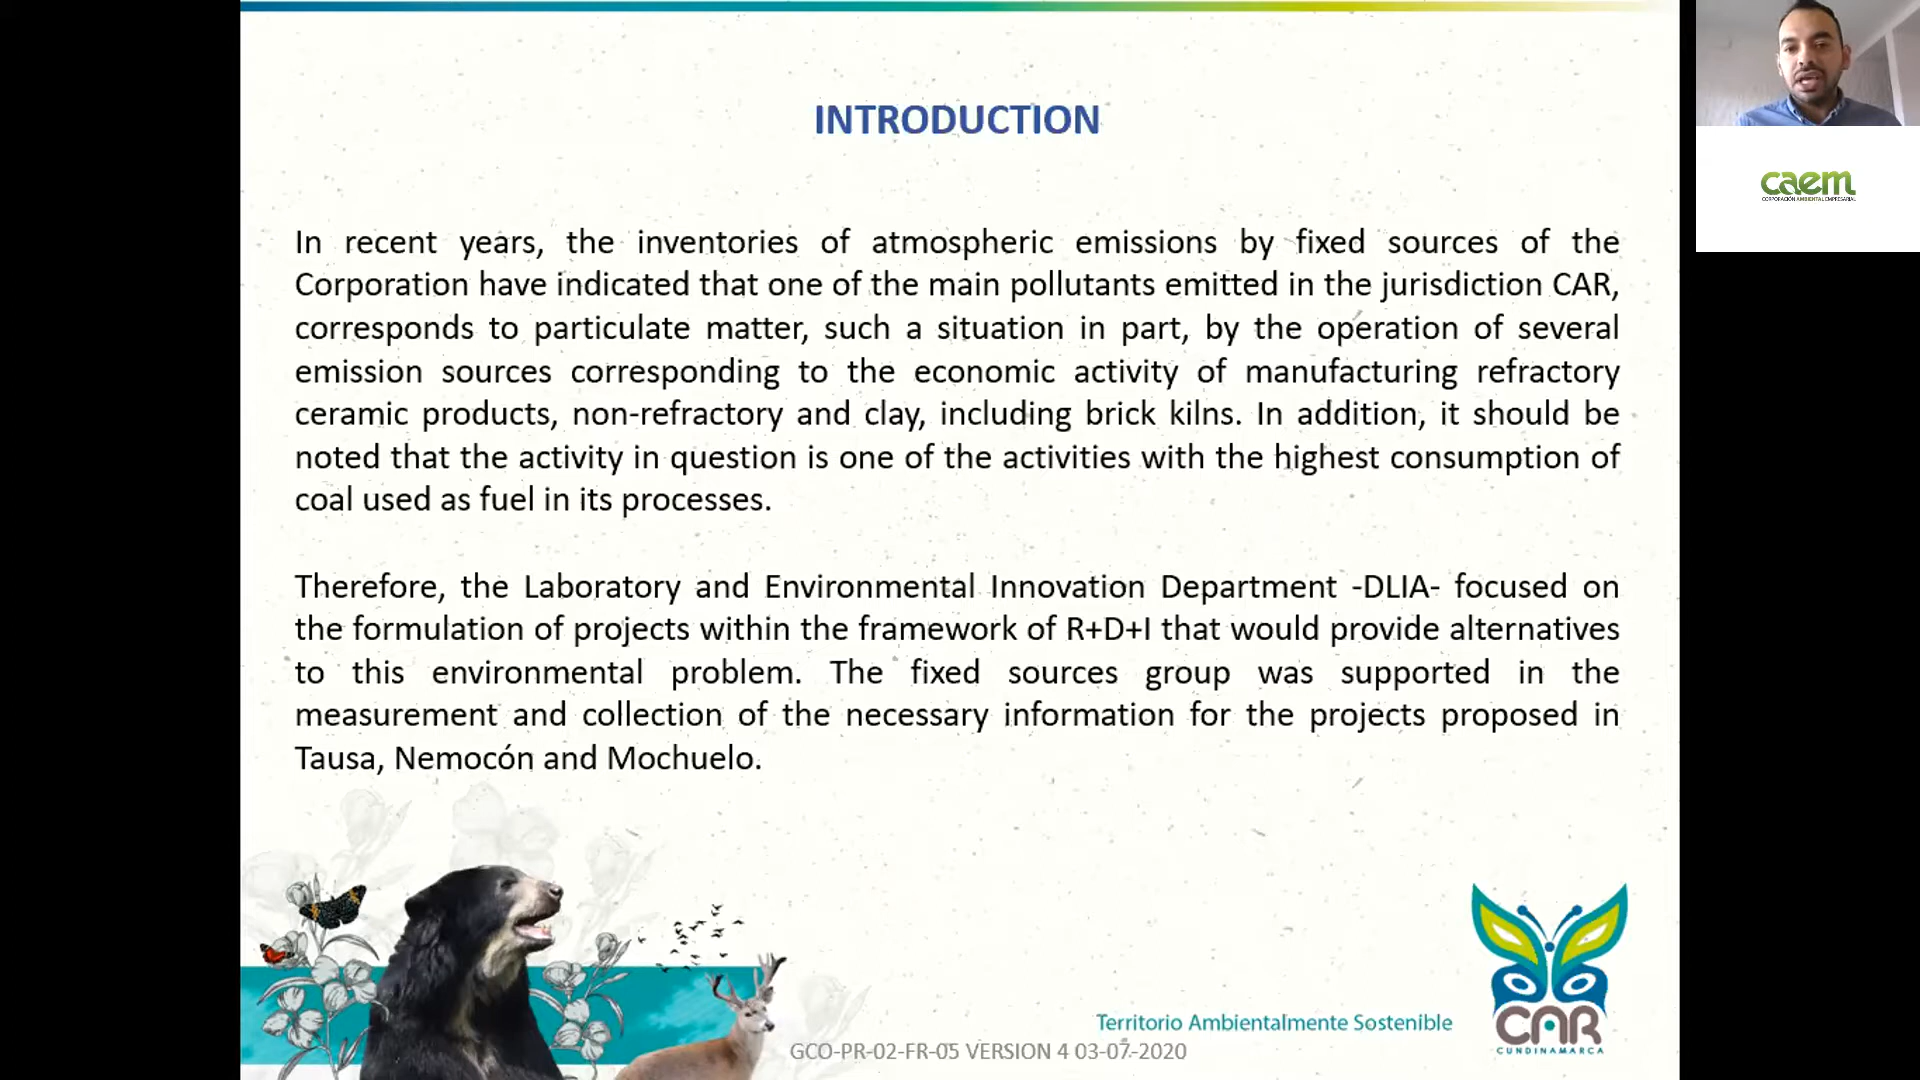 INTRODUCTION
caem
CORPORACIÓN AMBIENTAL EMPRESARIAL
In recent years, the inventories of atmospheric emissions by fixed sources of the
Corporation have indicated that one of the main pollutants emitted in the jurisdiction CAR,
corresponds to particulate matter, such a situation in part, by the operation of several
emission sources corresponding to the economic activity of manufacturing refractory
ceramic products, non-refractory and clay, including brick kilns. In addition, it should be
noted that the activity in question is one of the activities with the highest consumption of
coal used as fuel in its processes.
Therefore, the Laboratory and Environmental Innovation Department -DLIA- focused on
the formulation of projects within the framework of R+D+I that would provide alternatives
to this environmental problem. The fixed sources group was supported in the
measurement and collection of the necessary information for the projects proposed in
Tausa, Nemocón and Mochuelo.
Territorio Ambientalmente Sostenible
CAR
CUNDINAMARCA
GCO-PR-02-FR-05 VERSION 4 03-07-2020